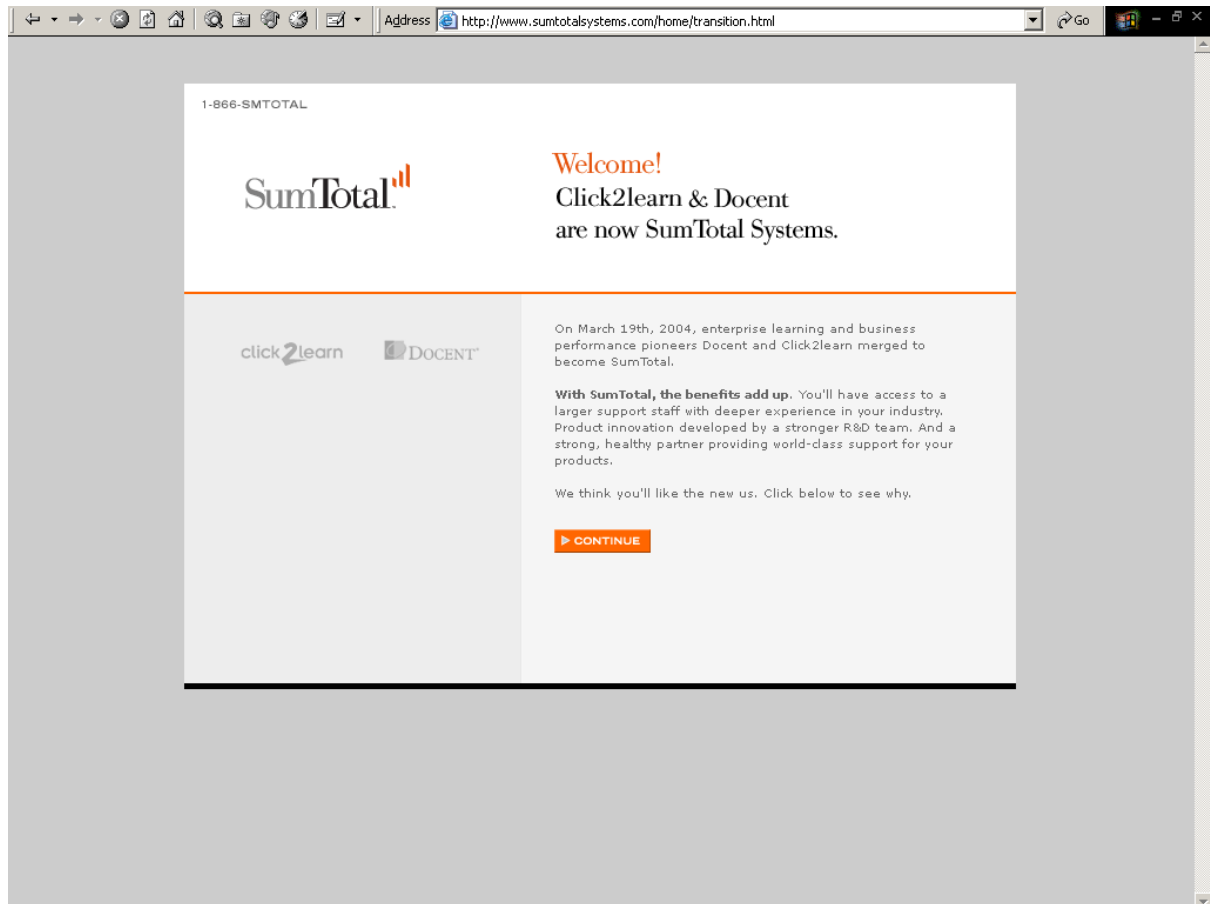 Address http://www.sumtotalsystems.com/home/transition.html Go
1-866-SMTOTAL
SumTotal™
Welcome!
Click2learn & Docent
are now SumTotal Systems.
click2learn DOCENT®
On March 19th, 2004, enterprise learning and business
performance pioneers Docent and Click2learn merged to
become SumTotal.
With SumTotal, the benefits add up. You'll have access to a
larger support staff with deeper experience in your industry.
Product innovation developed by a stronger R&D team. And a
strong, healthy partner providing world-class support for your
products.
We think you'll like the new us. Click below to see why.
CONTINUE